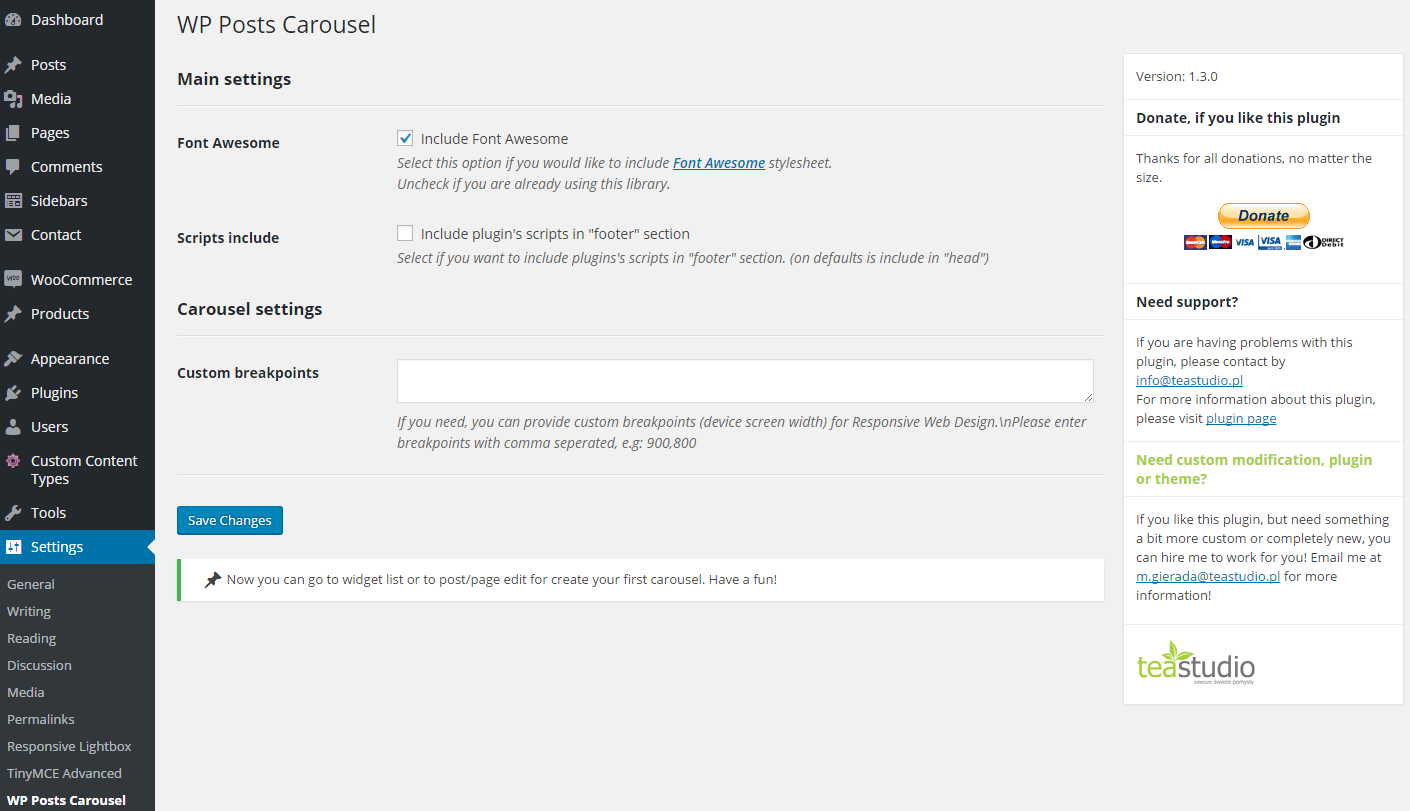 Dashboard
Posts
Media
Pages
Comments
Sidebars
Contact
WooCommerce
Products
Appearance
Plugins
Users
Custom Content
Types
Tools
Settings
General
Writing
Reading
Discussion
Media
Permalinks
Responsive Lightbox
TinyMCE Advanced
WP Posts Carousel
WP Posts Carousel
Main settings
Font Awesome
Include Font Awesome
Select this option if you would like to include Font Awesome stylesheet.
Uncheck if you are already using this library.
Scripts include
Include plugin's scripts in "footer" section
Select if you want to include plugins's scripts in "footer" section. (on defaults is include in "head")
Carousel settings
Custom breakpoints
If you need, you can provide custom breakpoints (device screen width) for Responsive Web Design.\nPlease enter
breakpoints with comma seperated, e.g: 900,800
Save Changes
Now you can go to widget list or to post/page edit for create your first carousel. Have a fun!
Version: 1.3.0
Donate, if you like this plugin
Thanks for all donations, no matter the
size.
Donate
VISA VISA DIRECT
Debit
Need support?
If you are having problems with this
plugin, please contact by
info@teastudio.pl
For more information about this plugin,
please visit plugin page
Need custom modification, plugin
or theme?
If you like this plugin, but need something
a bit more custom or completely new, you
can hire me to work for you! Email me at
m.gierada@teastudio.pl for more
information!
teastudio
zawsze świeże pomysły